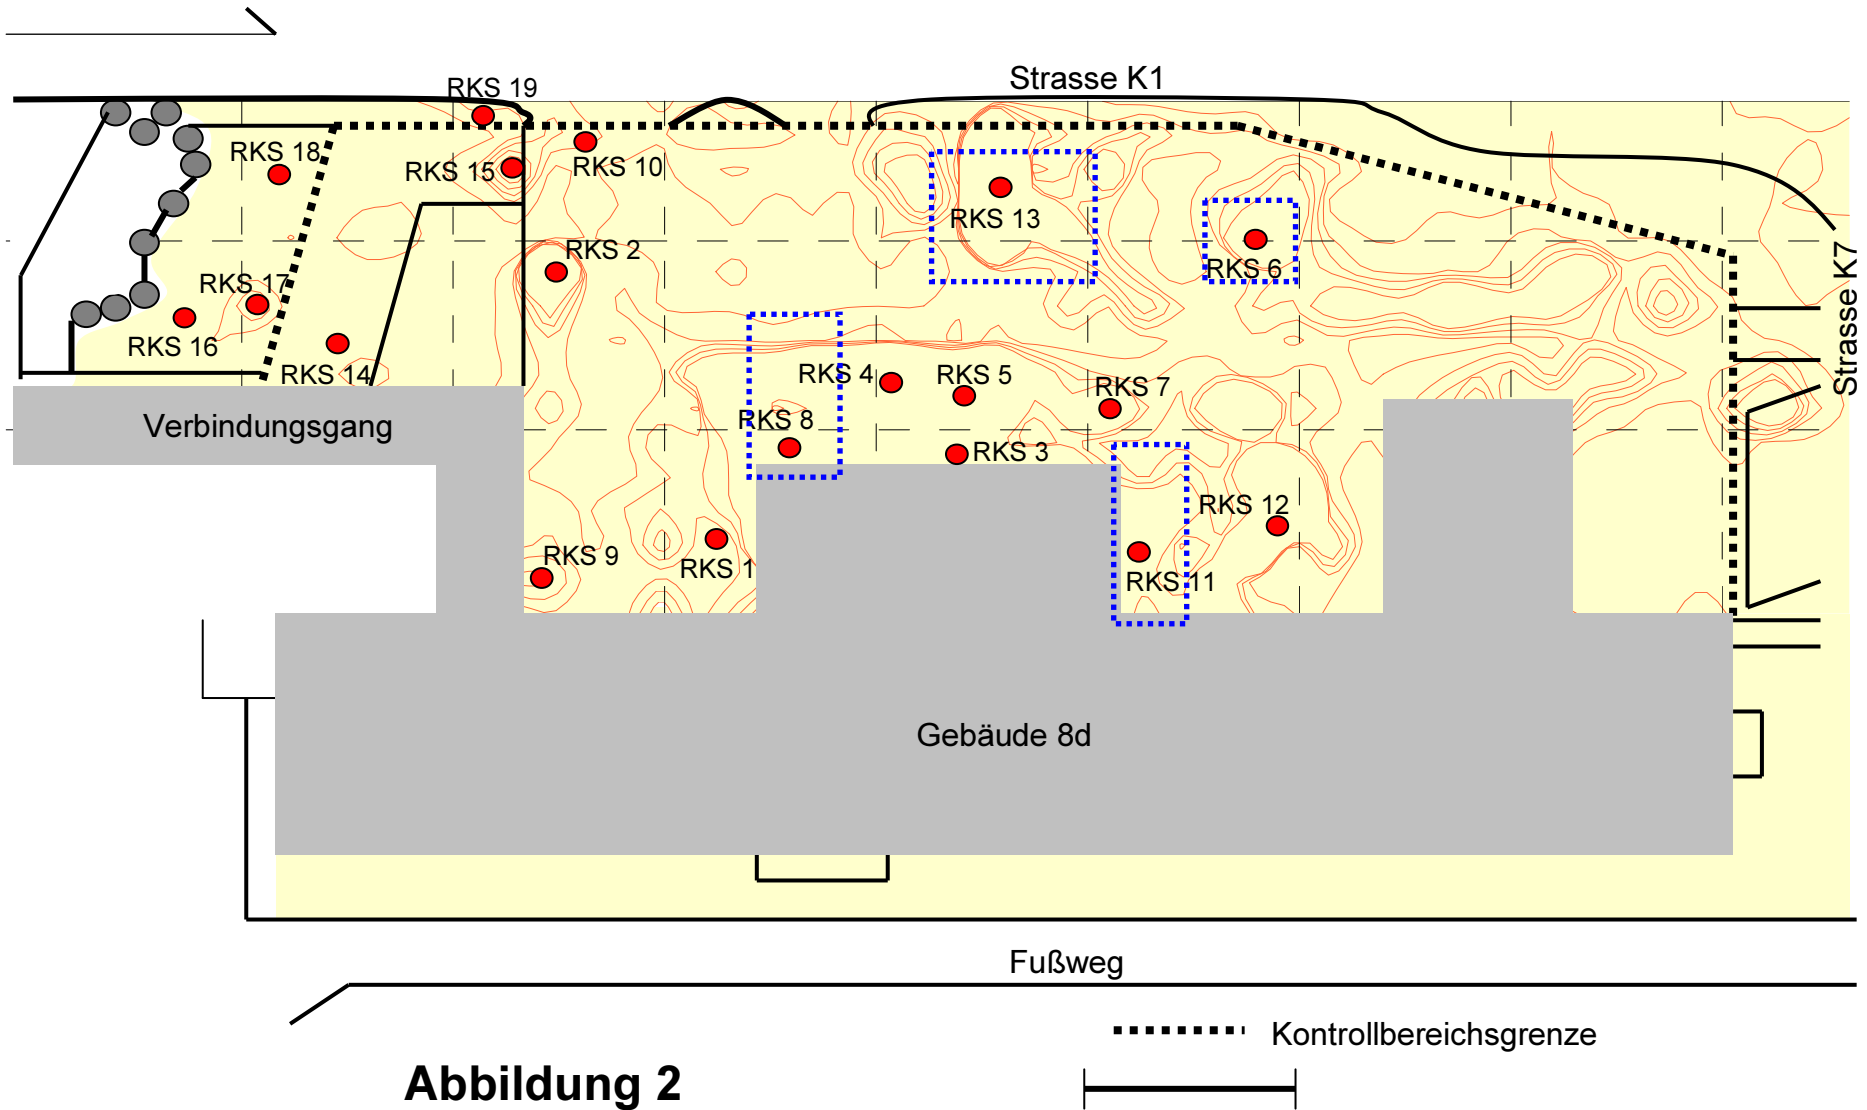 Strasse K1
RKS 19
RKS 18
RKS 15
RKS 10
RKS 13
RKS 2
RKS 6
Strasse K7
RKS 17
RKS 16
RKS 14
RKS 4
RKS 5
RKS 7
Verbindungsgang
RKS 8
RKS 3
RKS 12
RKS 9
RKS 1
RKS 11
Gebäude 8d
Fußweg
Kontrollbereichsgrenze
Abbildung 2